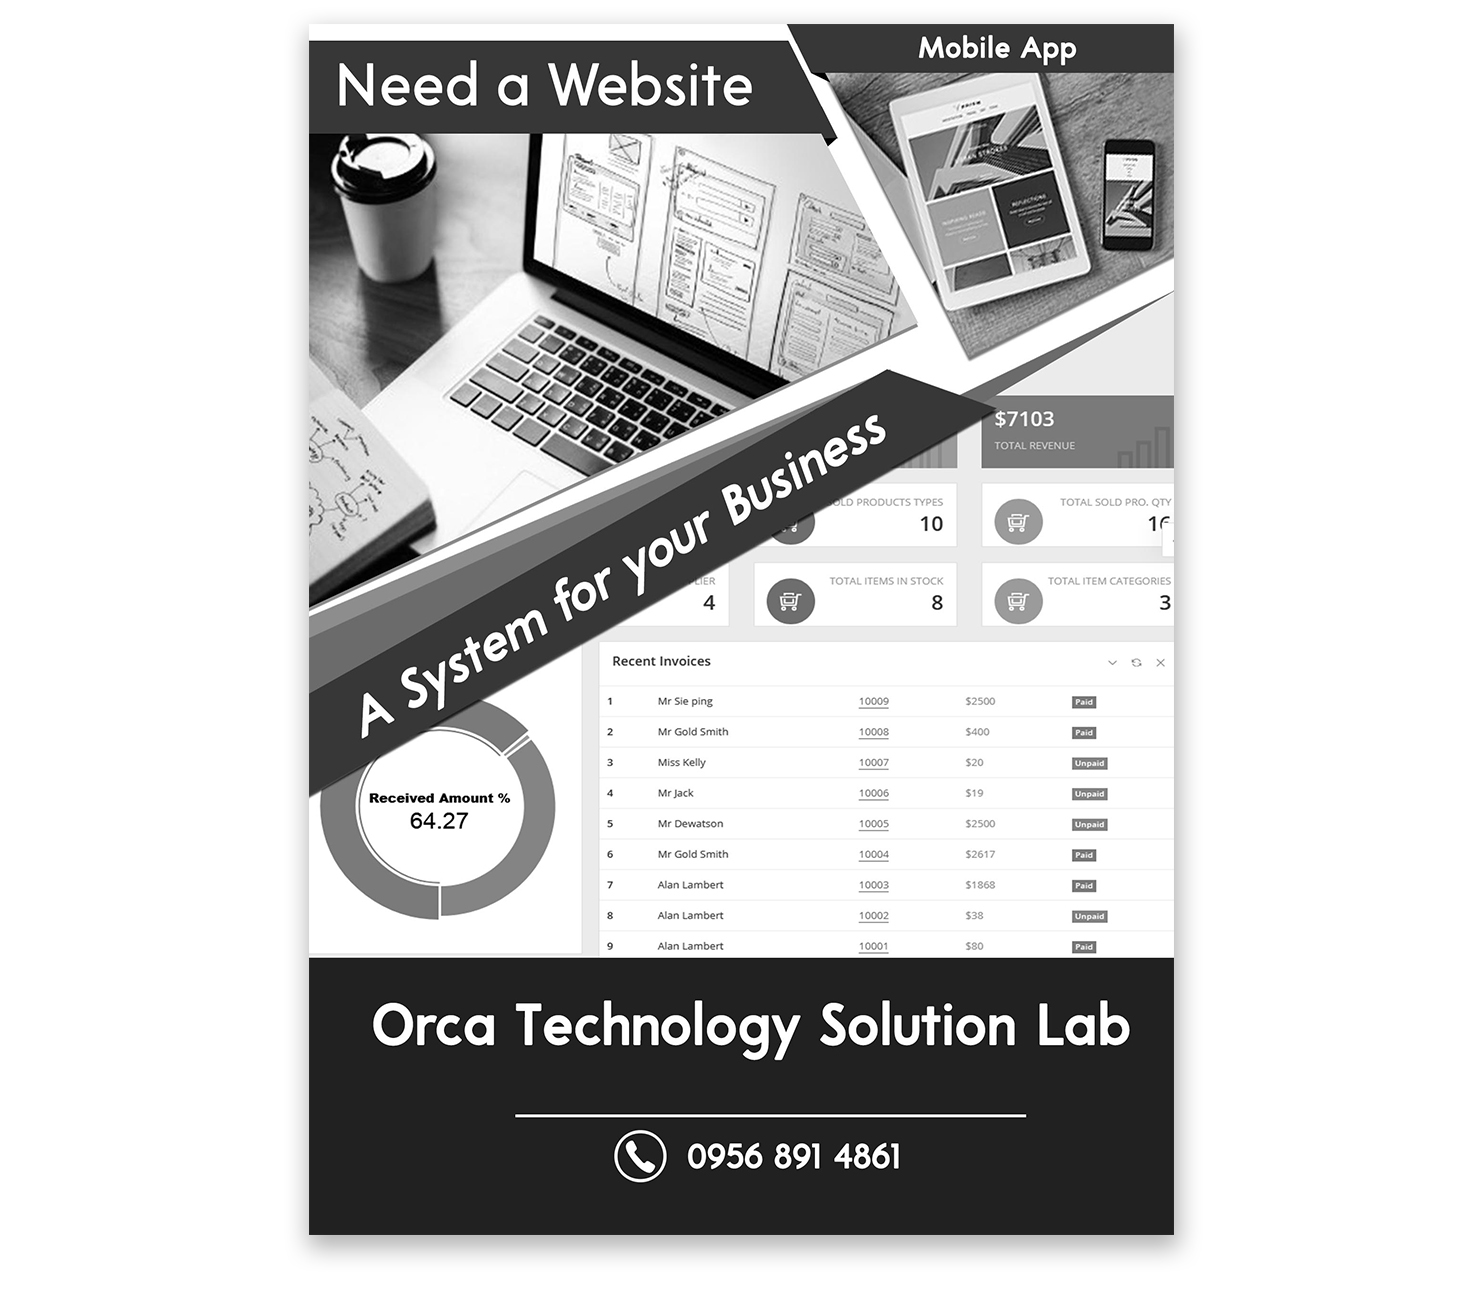 Need a Website
Mobile App
INSPIRING ROADS
REFLECTIONS
A System for your Business
$7103
TOTAL REVENUE
PRODUCTS TYPES
10
TOTAL SOLD PRO. QTY
4
TOTAL ITEMS IN STOCK
8
TOTAL ITEM CATEGORIES
3
Recent Invoices
1 Mr Sie ping 10009 $2500 Paid
2 Mr Gold Smith 10008 $400 Paid
3 Miss Kelly 10007 $20 Unpaid
4 Mr Jack 10006 $19 Unpaid
5 Mr Dewatson 10005 $2500 Unpaid
6 Mr Gold Smith 10004 $2617 Paid
7 Alan Lambert 10003 $1868 Paid
8 Alan Lambert 10002 $38 Unpaid
9 Alan Lambert 10001 $80 Paid
Received Amount %
64.27
Orca Technology Solution Lab
0956 891 4861